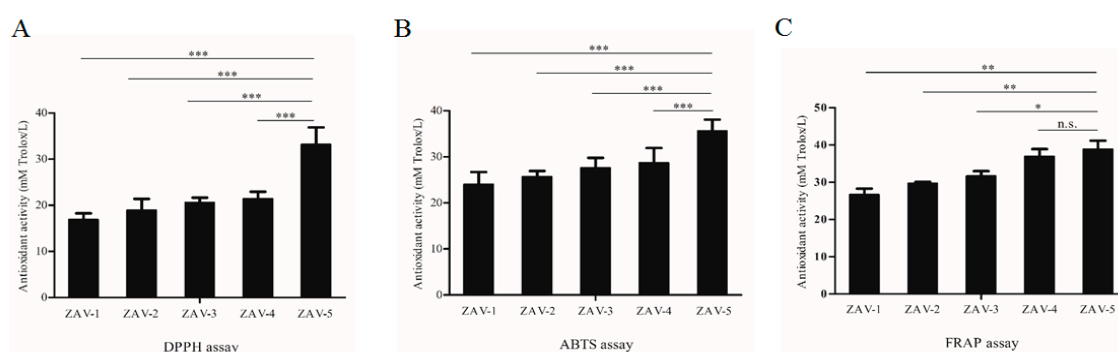 A
***
***
***
***
40
30
20
10
0
Antioxidant activity (mM Trolox/L)
ZAV-1 ZAV-2 ZAV-3 ZAV-4 ZAV-5
DPPH assay
B
***
***
***
***
40
30
20
10
0
Antioxidant activity (mM Trolox/L)
ZAV-1 ZAV-2 ZAV-3 ZAV-4 ZAV-5
ABTS assay
C
**
**
*
n.s.
50
40
30
20
10
0
Antioxidant activity (mM Trolox/L)
ZAV-1 ZAV-2 ZAV-3 ZAV-4 ZAV-5
FRAP assay